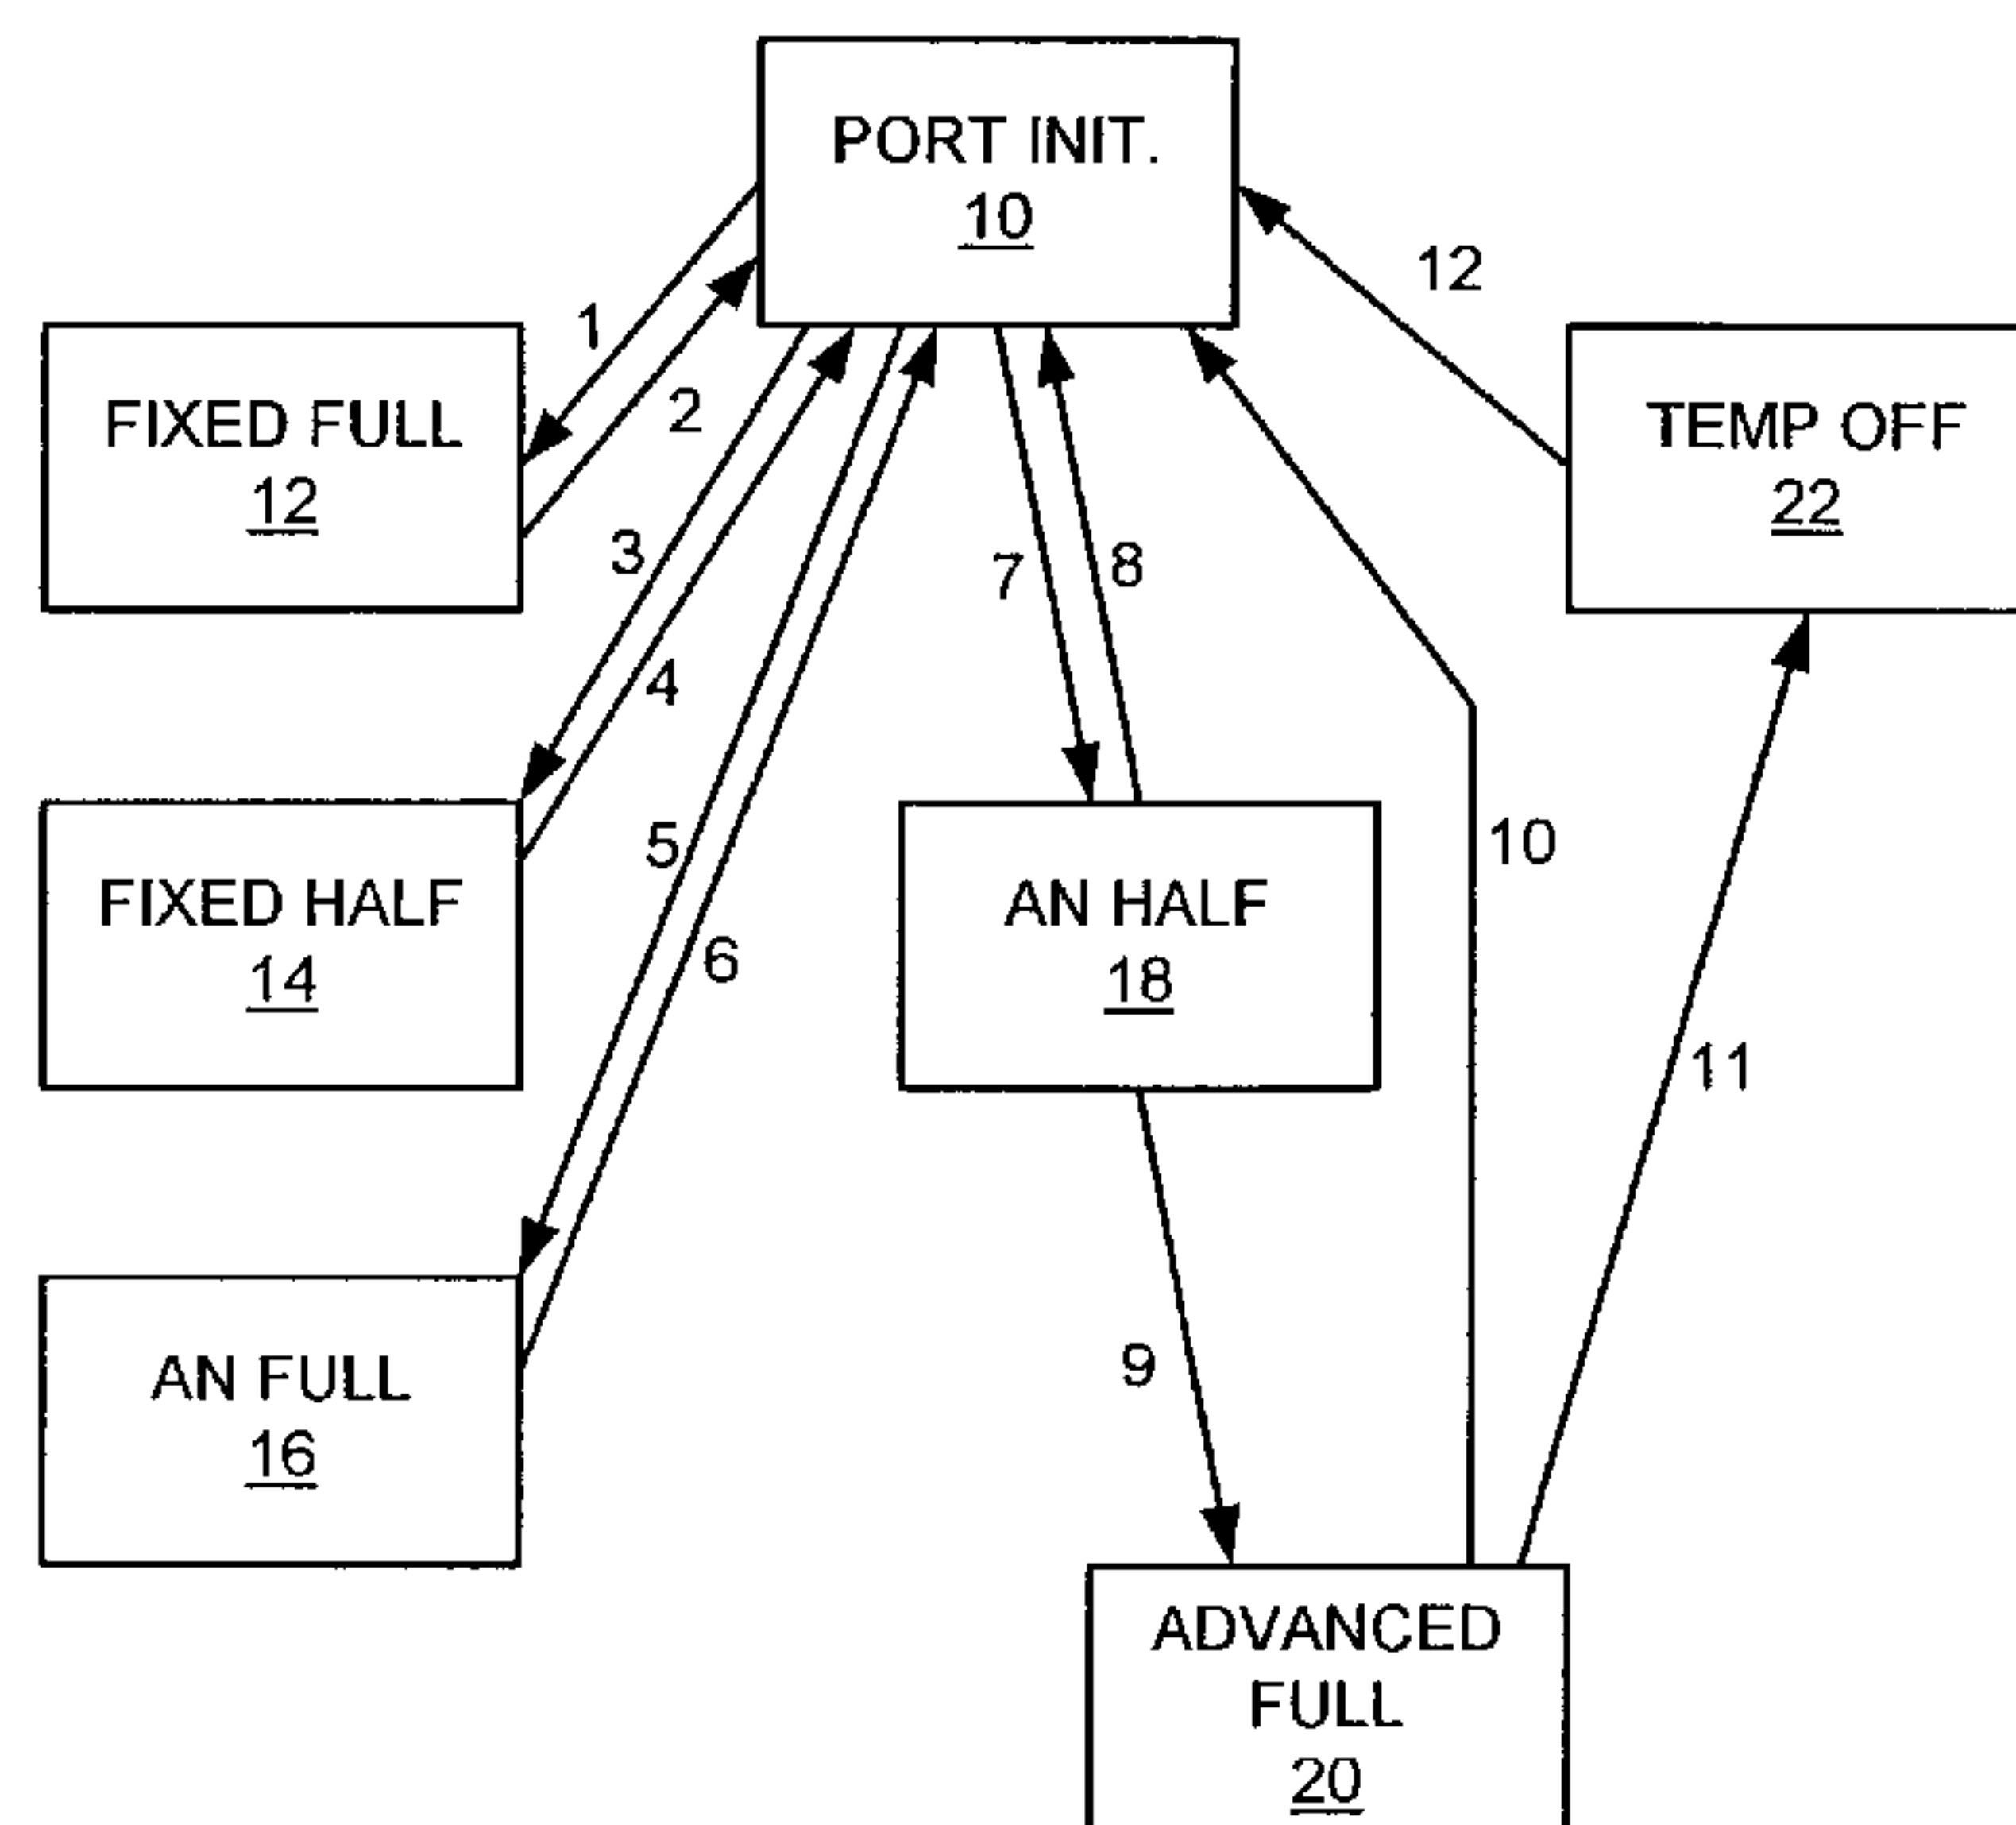 PORT INIT.
10
12
1
FIXED FULL
12
2
TEMP OFF
22
3
7
8
4
10
5
FIXED HALF
14
6
AN HALF
18
11
9
AN FULL
16
ADVANCED
FULL
20